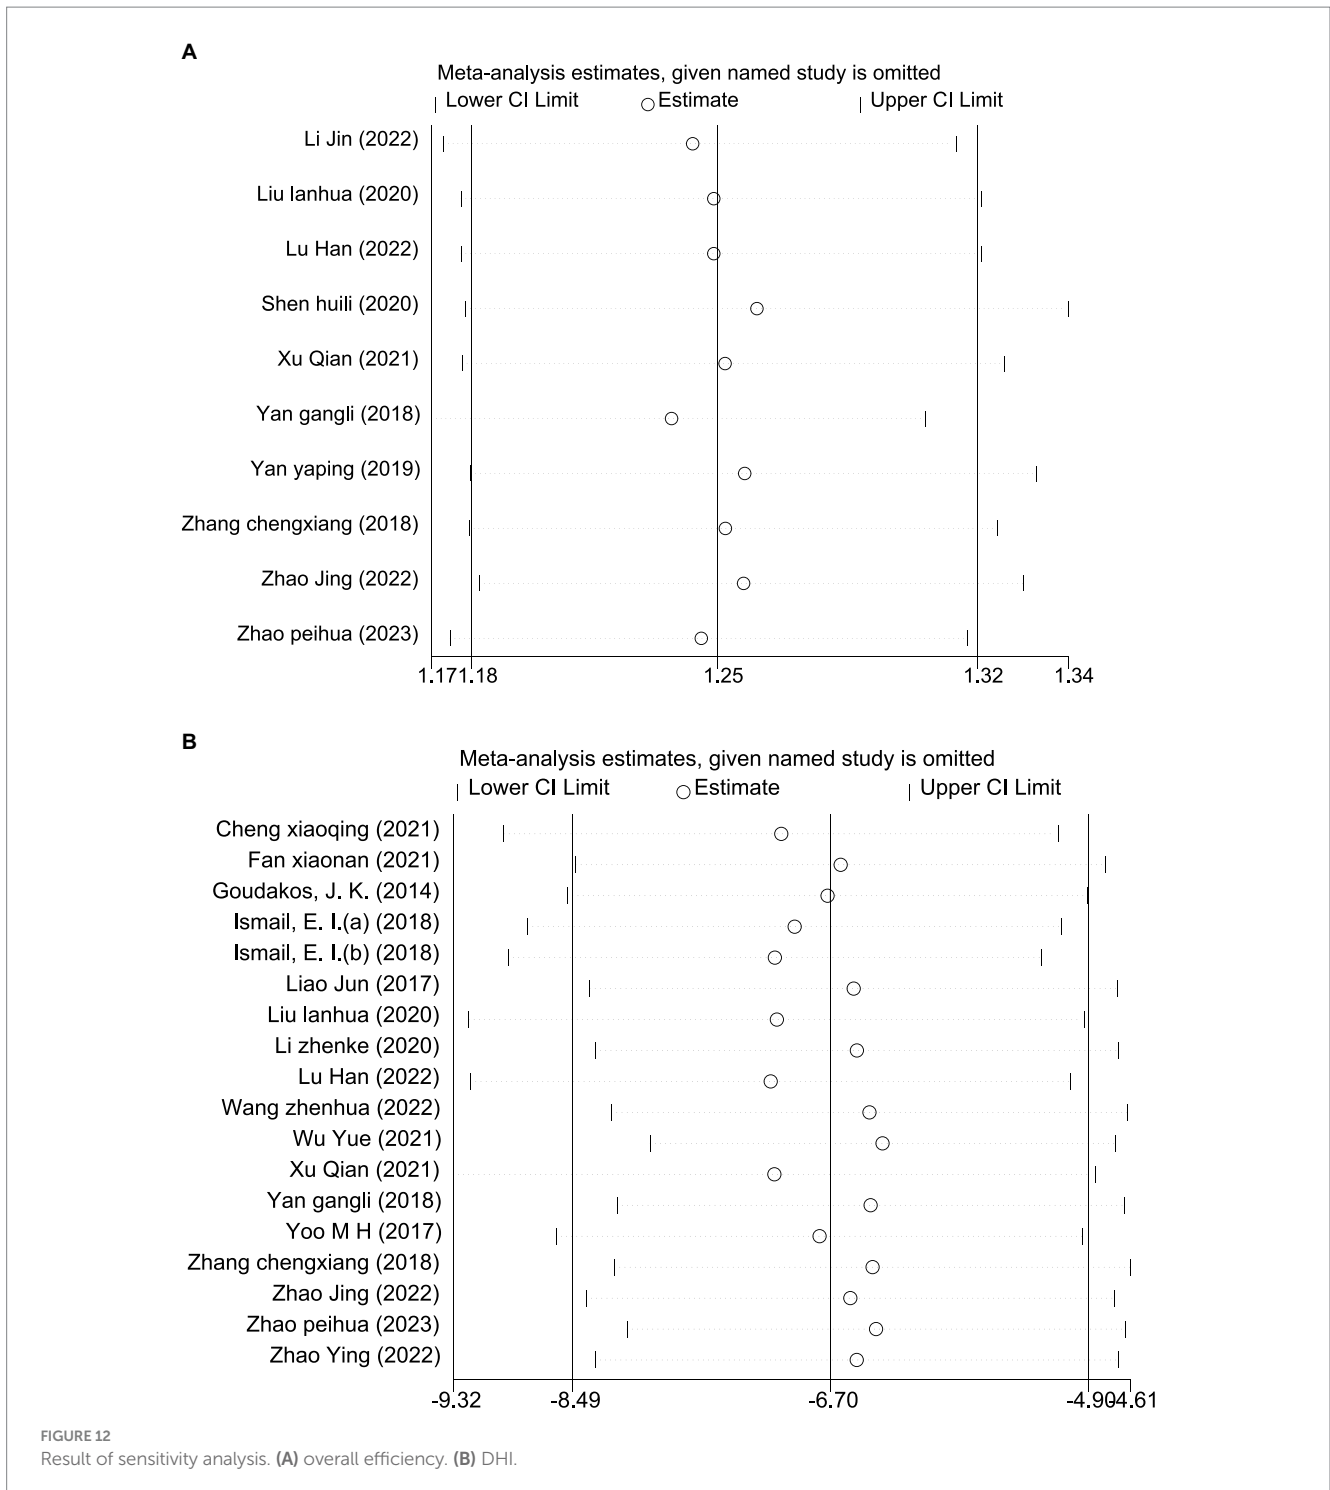 A
Meta-analysis estimates, given named study is omitted
Lower CI Limit Estimate Upper CI Limit
Li Jin (2022)
Liu lanhua (2020)
Lu Han (2022)
Shen huili (2020)
Xu Qian (2021)
Yan gangli (2018)
Yan yaping (2019)
Zhang chengxiang (2018)
Zhao Jing (2022)
Zhao peihua (2023)
1.17 1.18 1.25 1.32 1.34
B
Meta-analysis estimates, given named study is omitted
Lower CI Limit Estimate Upper CI Limit
Cheng xiaoqing (2021)
Fan xiaonan (2021)
Goudakos, J. K. (2014)
Ismail, E. I.(a) (2018)
Ismail, E. I.(b) (2018)
Liao Jun (2017)
Liu lanhua (2020)
Li zhenke (2020)
Lu Han (2022)
Wang zhenhua (2022)
Wu Yue (2021)
Xu Qian (2021)
Yan gangli (2018)
Yoo M H (2017)
Zhang chengxiang (2018)
Zhao Jing (2022)
Zhao peihua (2023)
Zhao Ying (2022)
-9.32 -8.49 -6.70 -4.90 -4.61
FIGURE 12
Result of sensitivity analysis. (A) overall efficiency. (B) DHI.